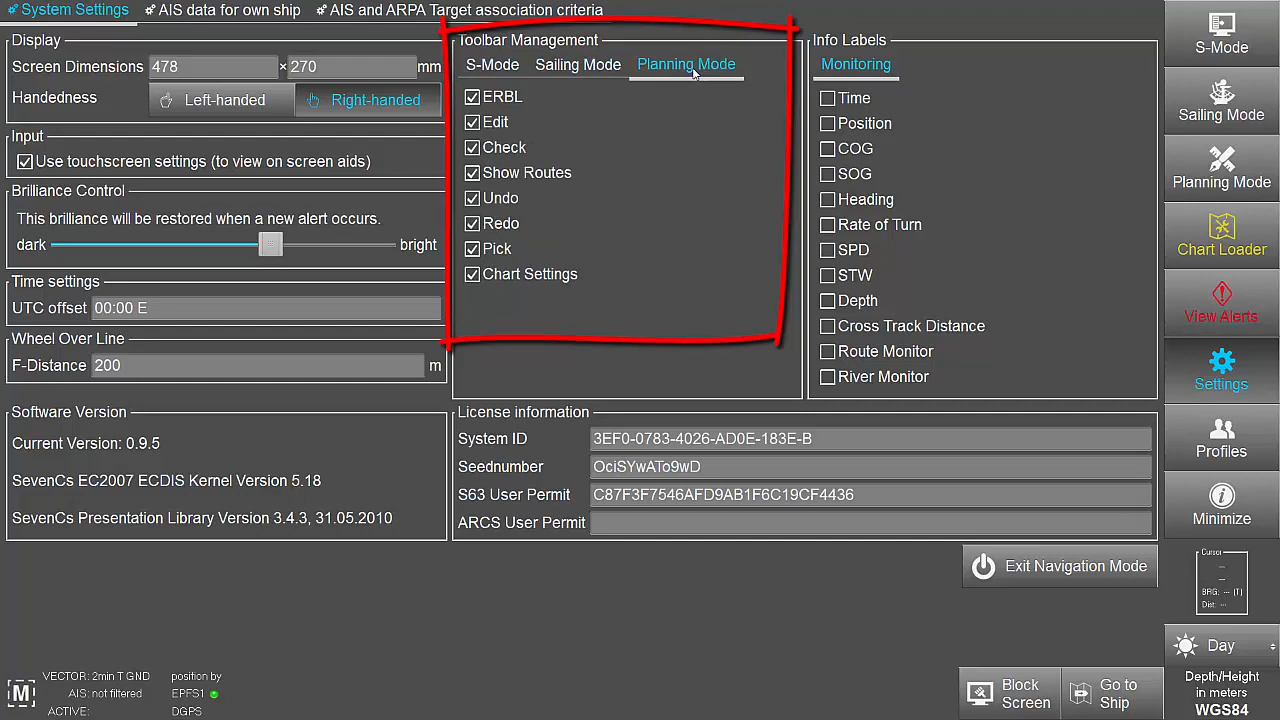 System Settings AIS data for own ship AIS and ARPA Target association criteria
Display
Screen Dimensions 478 × 270 mm
Handedness Left-handed Right-handed
Input
Use touchscreen settings (to view on screen aids)
Brilliance Control
This brilliance will be restored when a new alert occurs.
dark bright
Time settings
UTC offset 00:00 E
Wheel Over Line
F-Distance 200 m
Software Version
Current Version: 0.9.5
SevenCs EC2007 ECDIS Kernel Version 5.18
SevenCs Presentation Library Version 3.4.3, 31.05.2010
Toolbar Management
S-Mode Sailing Mode Planning Mode
ERBL
Edit
Check
Show Routes
Undo
Redo
Pick
Chart Settings
Info Labels
Monitoring
Time
Position
COG
SOG
Heading
Rate of Turn
SPD
STW
Depth
Cross Track Distance
Route Monitor
River Monitor
License information
System ID 3EF0-0783-4026-AD0E-183E-B
Seednumber OciSYwATo9wD
S63 User Permit C87F3F7546AFD9AB1F6C19CF4436
ARCS User Permit
Exit Navigation Mode
S-Mode
Sailing Mode
Planning Mode
Chart Loader
View Alerts
Settings
Profiles
Minimize
Cursor
--
--
BRG: --- (T)
Dist: ---
Day
Depth/Height
in meters
WGS84
M
VECTOR: 2min T GND
AIS: not filtered
ACTIVE:
position by
EPFS1
DGPS
Block
Screen
Go to
Ship